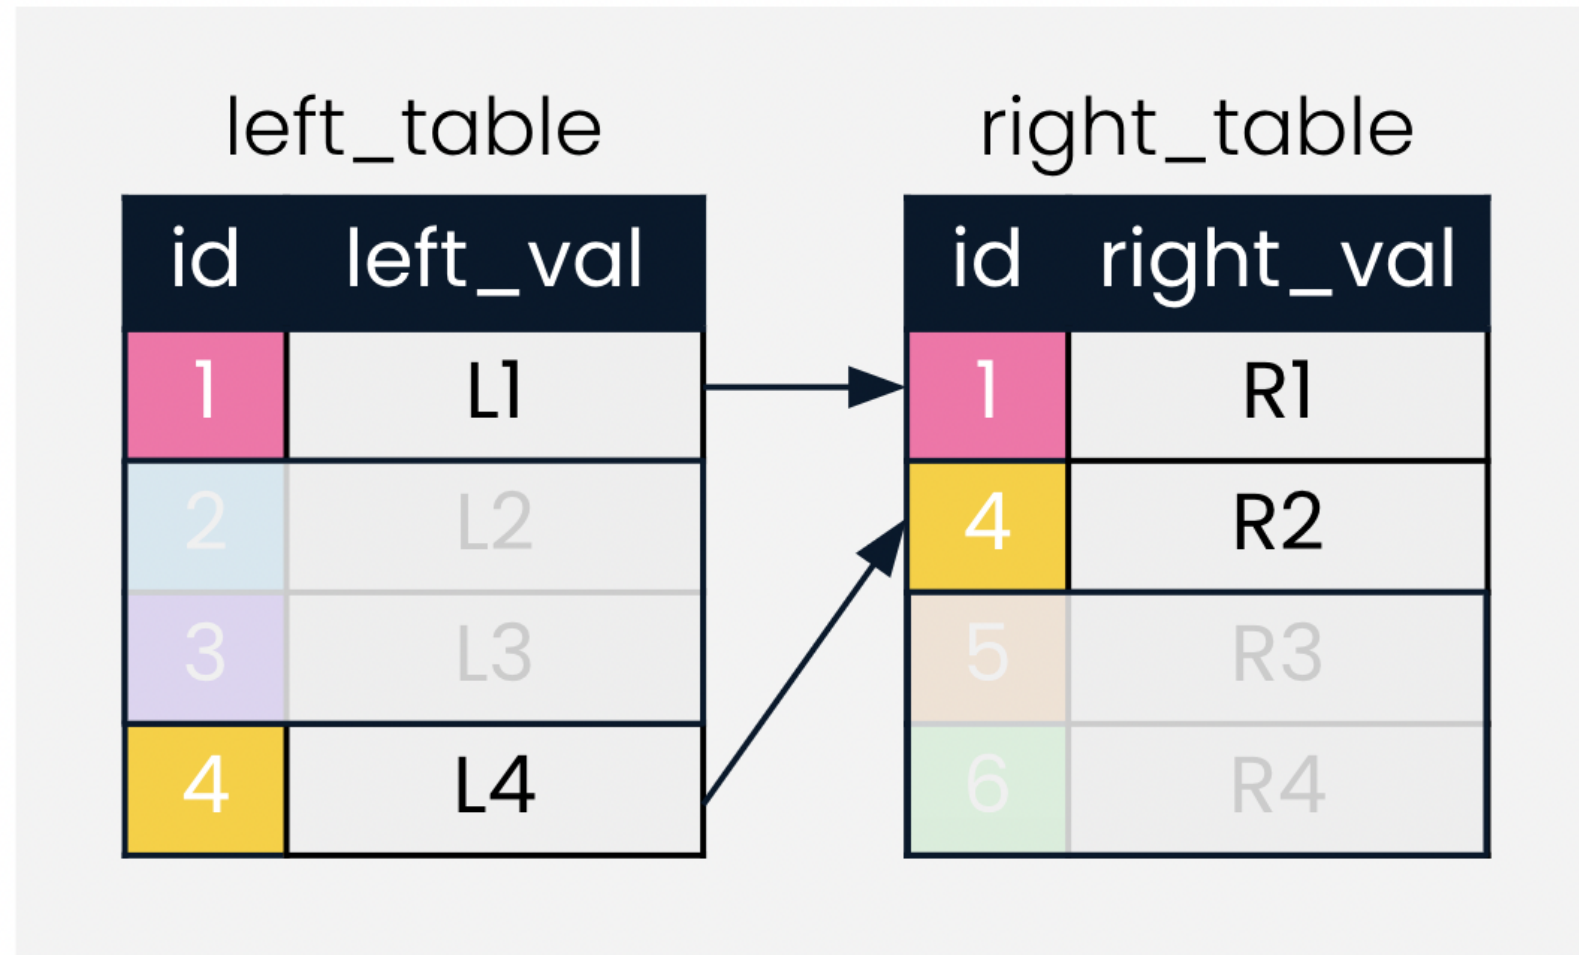 left_table right_table
id left_val id right_val
1 L1 1 R1
2 L2 4 R2
3 L3 5 R3
4 L4 6 R4